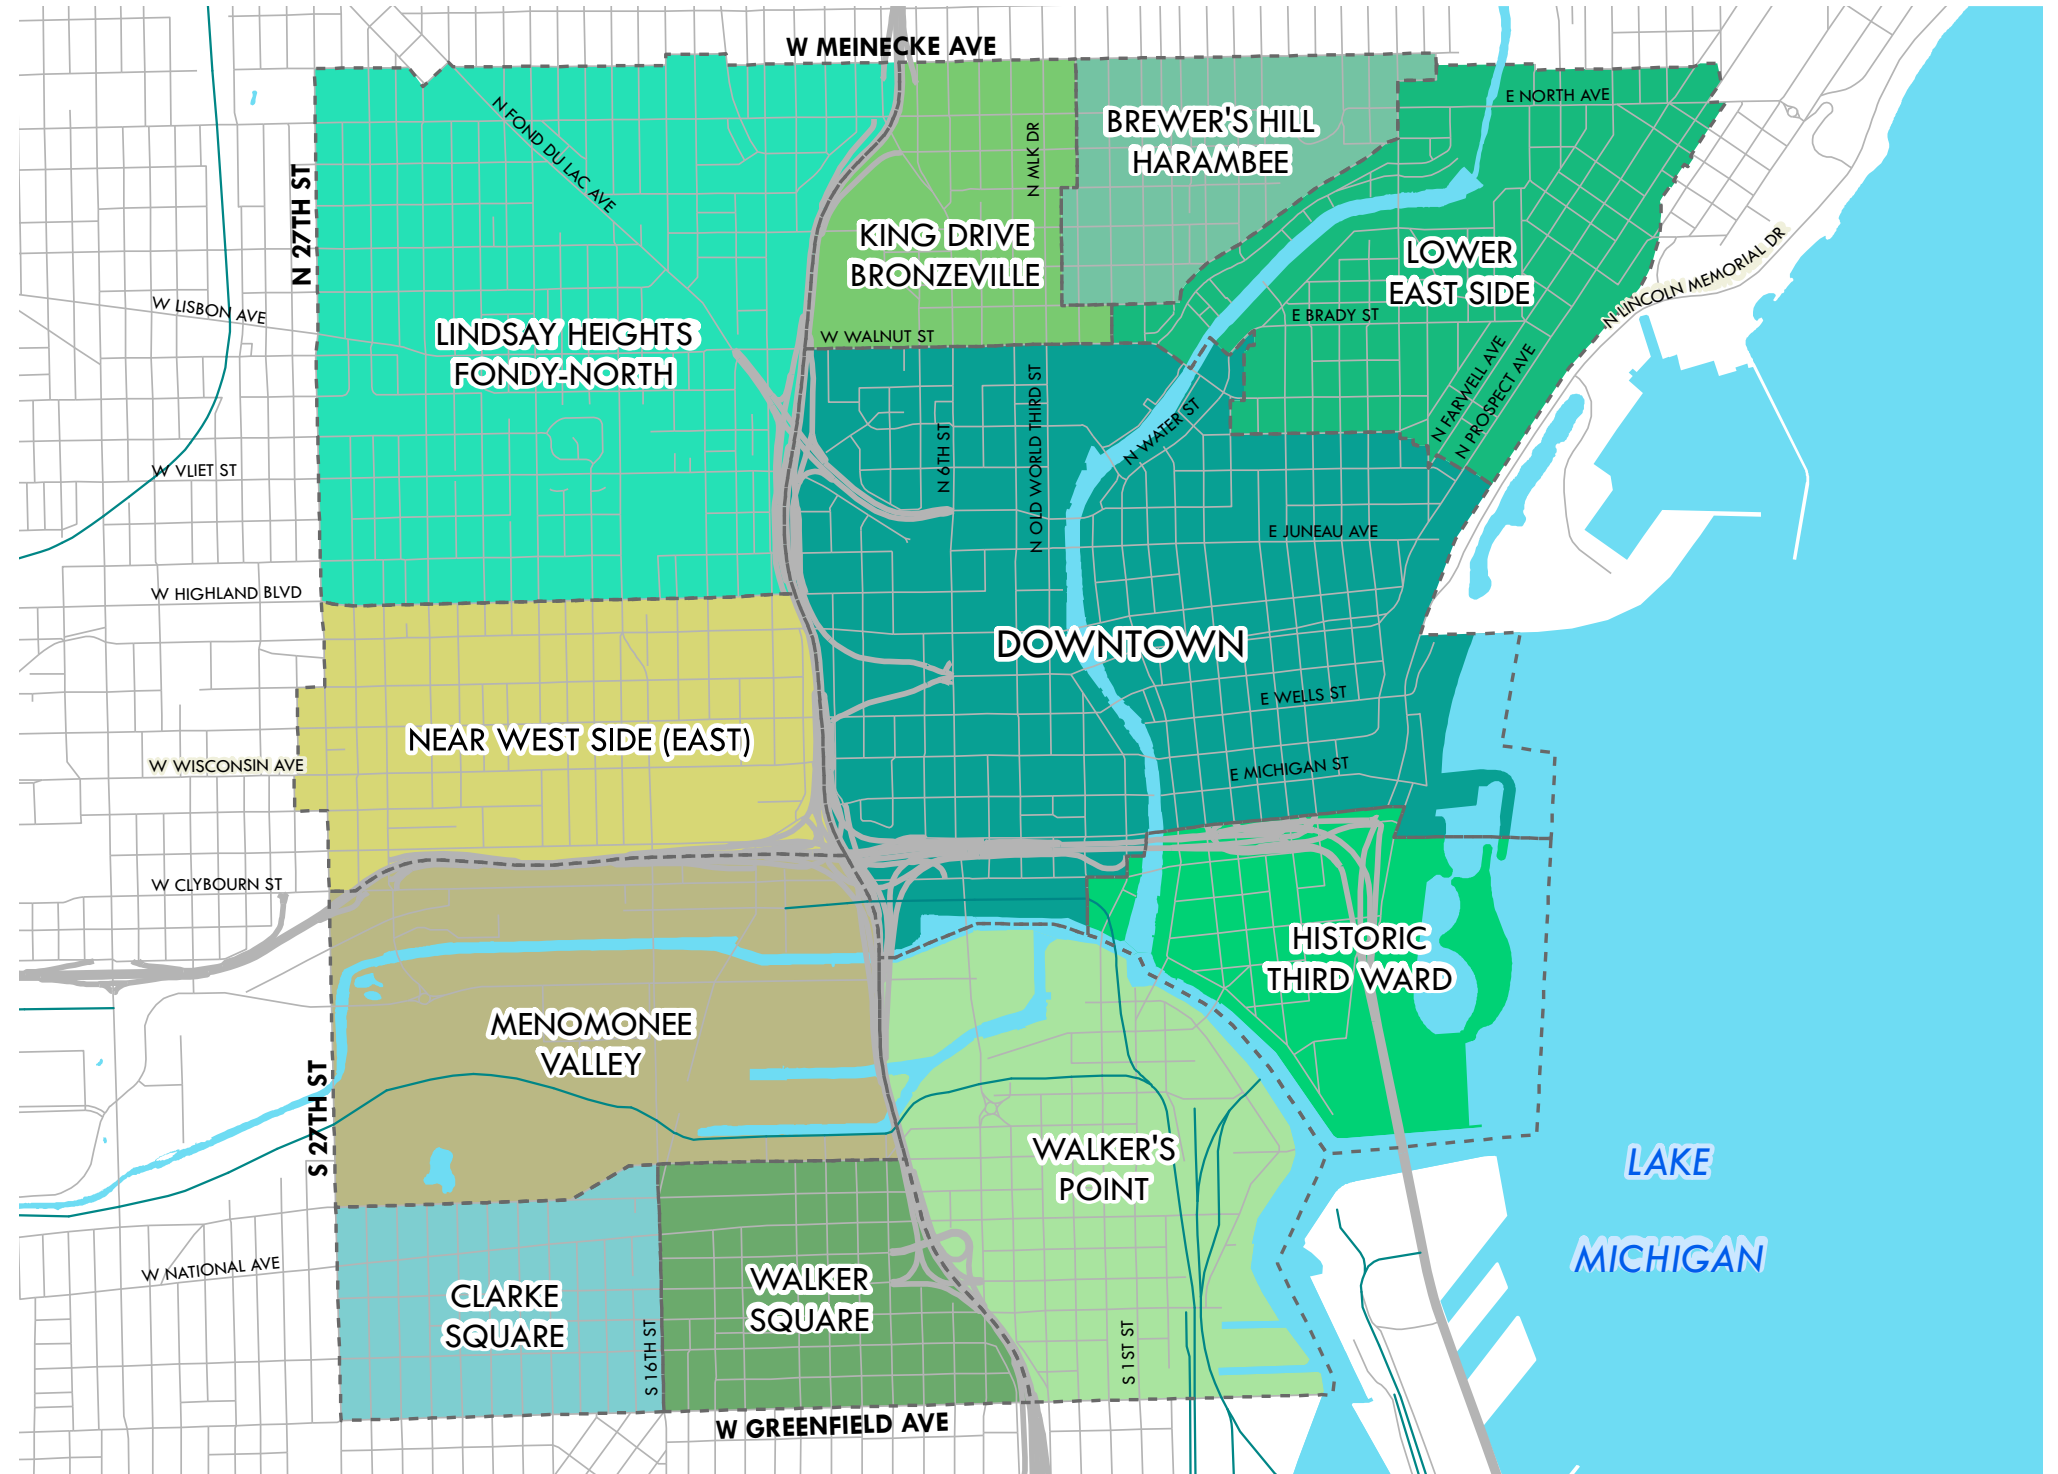 W MEINECKE AVE
E NORTH AVE
N FOND DU LAC AVE
N MLK DR
BREWER'S HILL
HARAMBEE
N 27TH ST
KING DRIVE
BRONZEVILLE
LOWER
EAST SIDE
N LINCOLN MEMORIAL DR
W LISBON AVE
E BRADY ST
LINDSAY HEIGHTS
FONDY-NORTH
W WALNUT ST
N FARWELL AVE
N PROSPECT AVE
N OLD WORLD THIRD ST
N 6TH ST
N WATER ST
W VLIET ST
E JUNEAU AVE
W HIGHLAND BLVD
DOWNTOWN
E WELLS ST
NEAR WEST SIDE (EAST)
W WISCONSIN AVE
E MICHIGAN ST
W CLYBOURN ST
HISTORIC
THIRD WARD
MENOMONEE
VALLEY
S 27TH ST
WALKER'S
POINT
LAKE
MICHIGAN
W NATIONAL AVE
CLARKE
SQUARE
WALKER
SQUARE
S 16TH ST
S 1ST ST
W GREENFIELD AVE